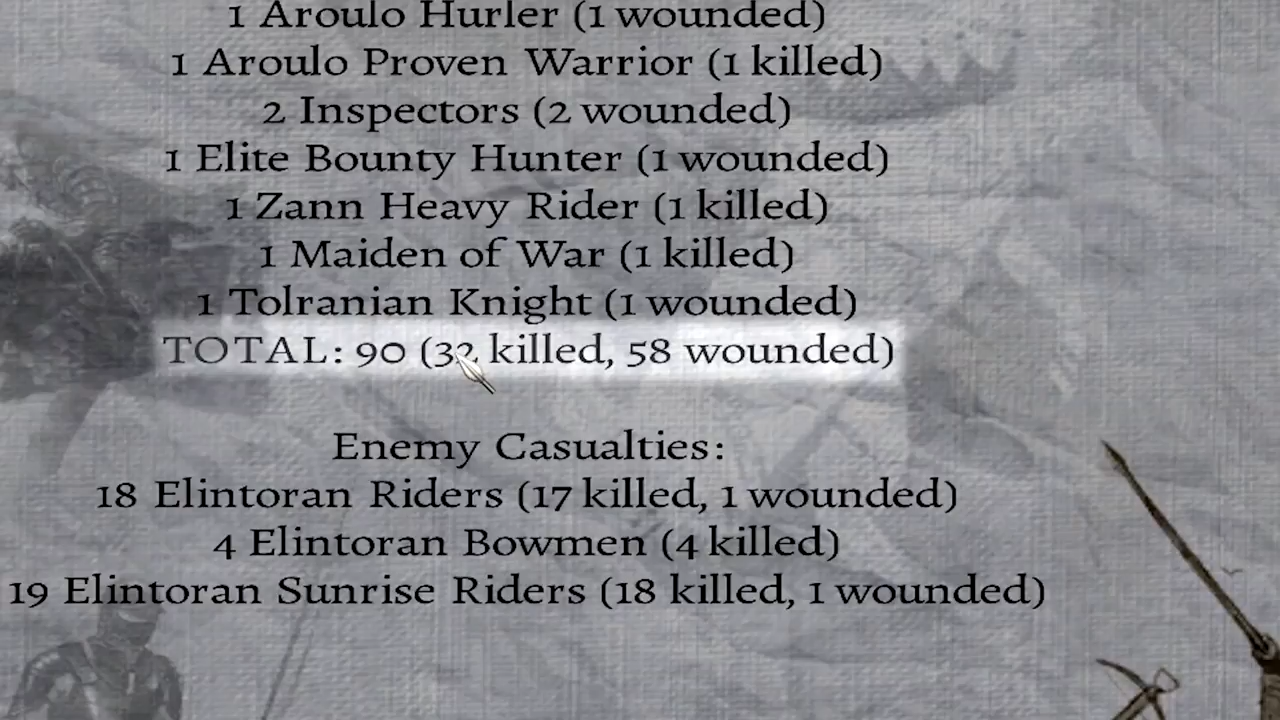 1 Aroulo Hurler (1 wounded)
1 Aroulo Proven Warrior (1 killed)
2 Inspectors (2 wounded)
1 Elite Bounty Hunter (1 wounded)
1 Zann Heavy Rider (1 killed)
1 Maiden of War (1 killed)
1 Tolranian Knight (1 wounded)
TOTAL: 90 (32 killed, 58 wounded)
Enemy Casualties:
18 Elintoran Riders (17 killed, 1 wounded)
4 Elintoran Bowmen (4 killed)
19 Elintoran Sunrise Riders (18 killed, 1 wounded)